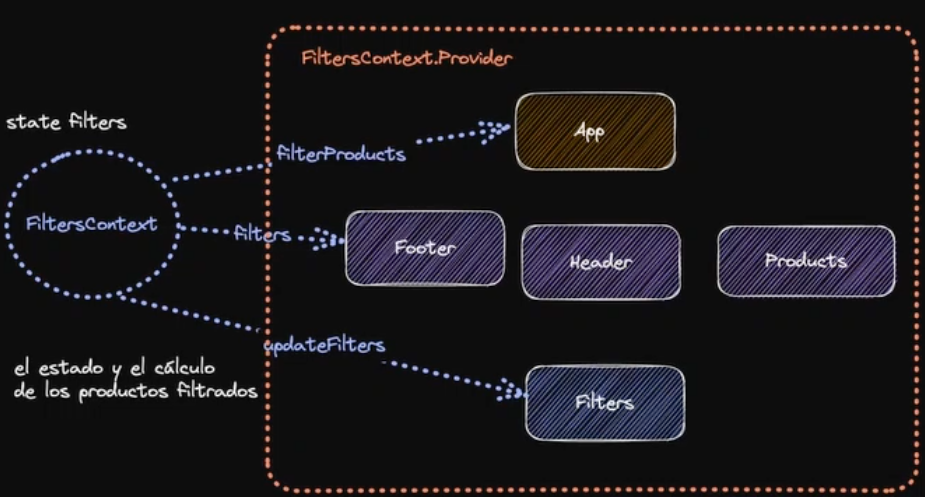 FiltersContext.Provider
state filters
App
filterProducts
FiltersContext
filters
Footer
Header
Products
updateFilters
el estado y el cálculo
de los productos filtrados
Filters